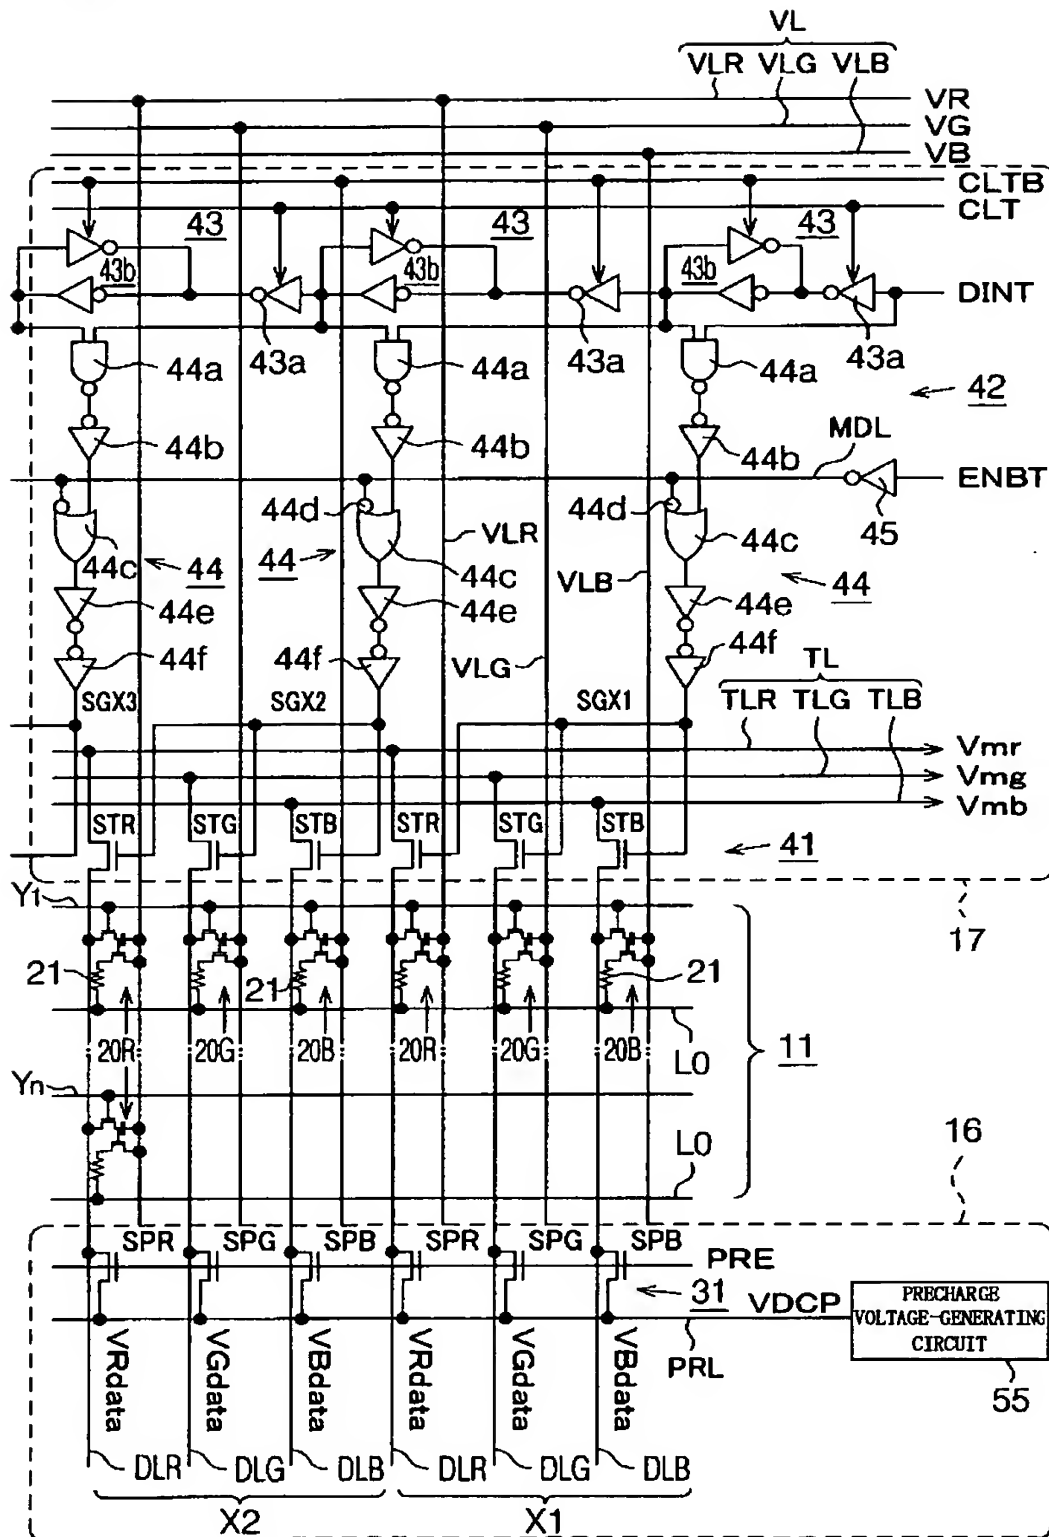 VL
VLR VLG VLB
VR
VG
VB
CLTB
CLT
43 43 43
43b 43b 43b
DINT
43a 43a 43a
44a 44a 44a
42
44b 44b 44b
MDL
ENBT
45
44d 44d
44c 44c 44c
VLR
44 44 44
VLB
44e 44e 44e
44f 44f 44f
VLG
TL
SGX3 SGX2 SGX1
TLR TLG TLB
Vmr
Vmg
Vmb
STR STG STB STR STG STB
41
Y1
17
21 21 21
20R 20G 20B 20R 20G 20B
L0
11
Yn
16
L0
SPR SPG SPB SPR SPG SPB
PRE
31
VDCP
PRECHARGE
VOLTAGE-GENERATING
CIRCUIT
PRL
55
VRdata VGdata VBdata VRdata VGdata VBdata
DLR DLG DLB DLR DLG DLB
X2 X1